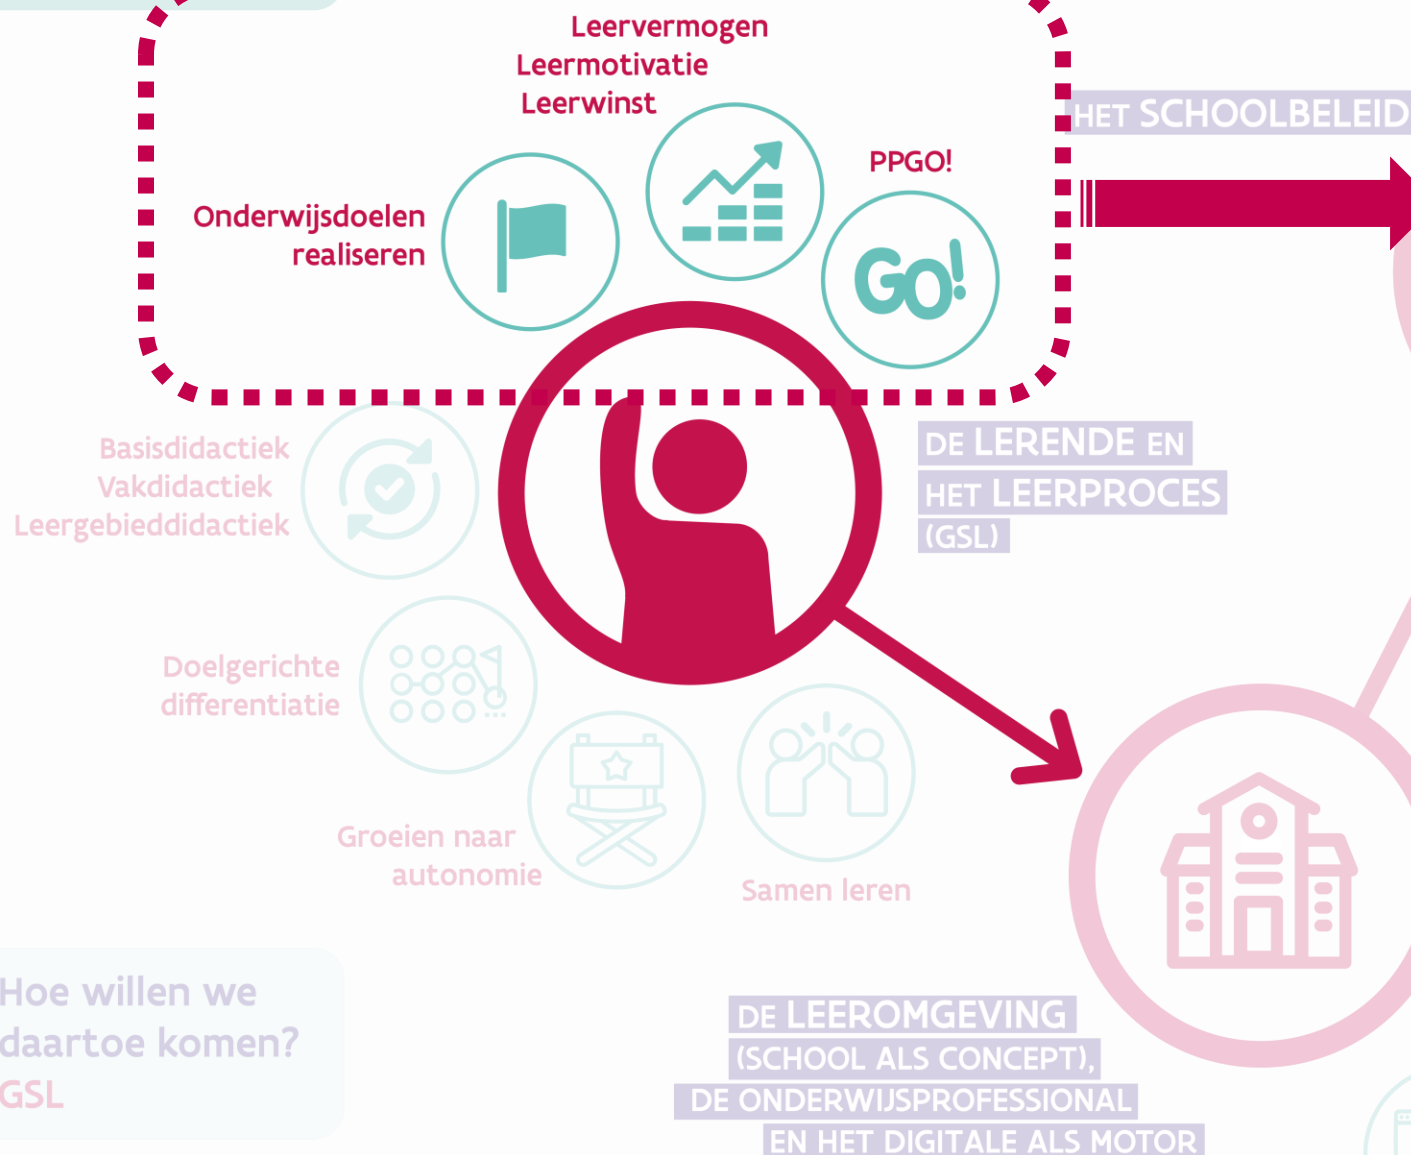 Leervermogen
Leermotivatie
Leerwinst
HET SCHOOLBELEID
PPGO!
Onderwijsdoelen
realiseren
GO!
Basisdidactiek
Vakdidactiek
Leergebieddidactiek
DE LERENDE EN
HET LEERPROCES
(GSL)
Doelgerichte
differentiatie
Groeien naar
autonomie
Samen leren
Hoe willen we
daartoe komen?
GSL
DE LEEROMGEVING
(SCHOOL ALS CONCEPT),
DE ONDERWIJSPROFESSIONAL
EN HET DIGITALE ALS MOTOR